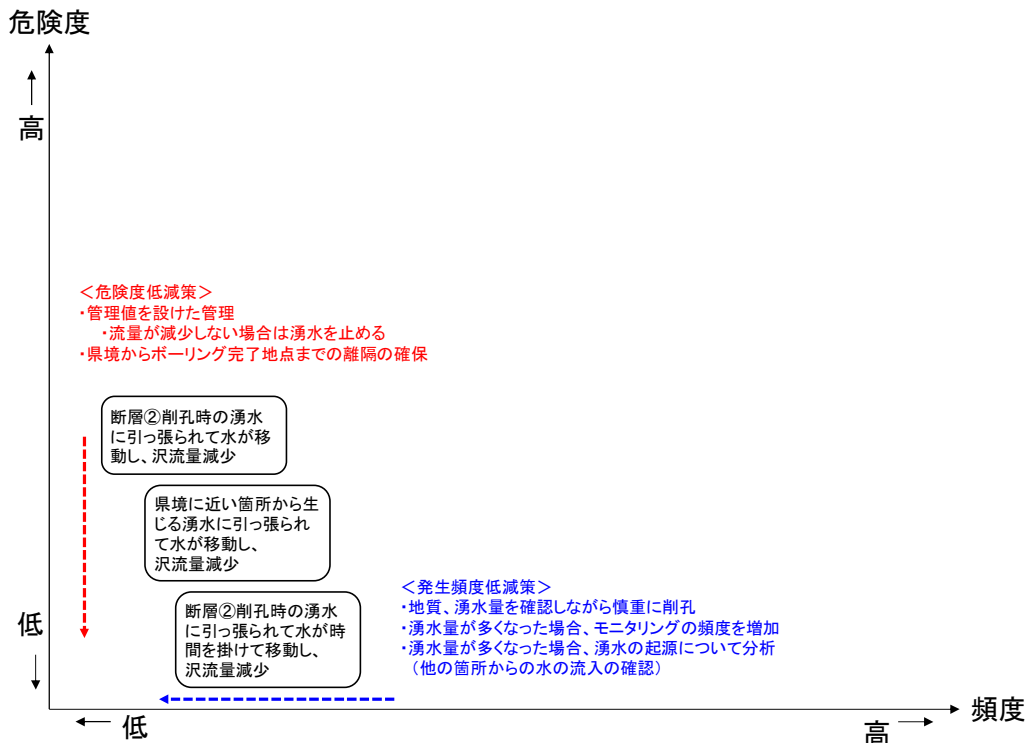 危険度
高
＜危険度低減策＞
・管理値を設けた管理
・流量が減少しない場合は湧水を止める
・県境からボーリング完了地点までの離隔の確保
断層②削孔時の湧水
に引っ張られて水が移
動し、沢流量減少
県境に近い箇所から生
じる湧水に引っ張られ
て水が移動し、
沢流量減少
断層②削孔時の湧水
に引っ張られて水が時
間を掛けて移動し、
沢流量減少
＜発生頻度低減策＞
・地質、湧水量を確認しながら慎重に削孔
・湧水量が多くなった場合、モニタリングの頻度を増加
・湧水量が多くなった場合、湧水の起源について分析
（他の箇所からの水の流入の確認）
低
低
高
頻度